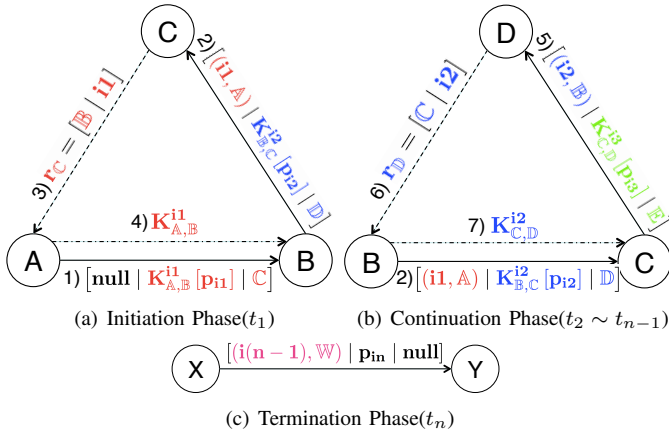 C
2) [(i1, 𝔸) | K^{i2}_{𝔹,ℂ} [p_{i2}] | 𝔻]
3) r_ℂ = [𝔹 | i1]
4) K^{i1}_{𝔸,𝔹}
A
B
1) [null | K^{i1}_{𝔸,𝔹} [p_{i1}] | ℂ]
(a) Initiation Phase(t_1)
D
5) [(i2, 𝔹) | K^{i3}_{ℂ,𝔻} [p_{i3}] | 𝔼]
6) r_𝔻 = [ℂ | i2]
7) K^{i2}_{ℂ,𝔻}
B
C
2) [(i1, 𝔸) | K^{i2}_{𝔹,ℂ} [p_{i2}] | 𝔻]
(b) Continuation Phase(t_2 ∼ t_{n−1})
[(i(n − 1), 𝕎) | p_{in} | null]
X
Y
(c) Termination Phase(t_n)